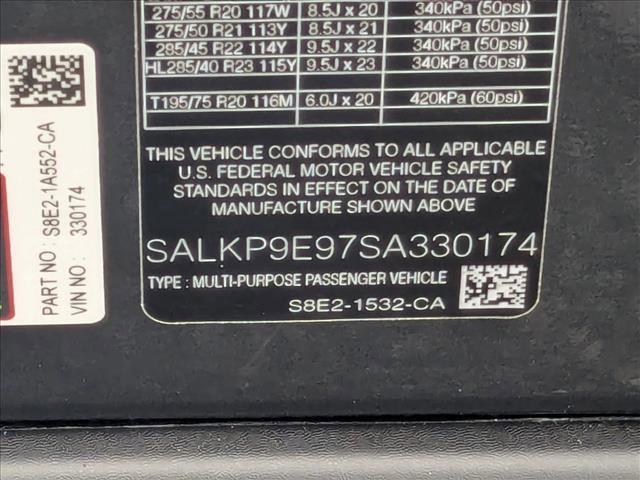 275/55 R20 117W 8.5J x 20 340kPa (50psi)
275/50 R21 113Y 8.5J x 21 340kPa (50psi)
285/45 R22 114Y 9.5J x 22 340kPa (50psi)
HL285/40 R23 115Y 9.5J x 23 340kPa (50psi)
T195/75 R20 116M 6.0J x 20 420kPa (60psi)
THIS VEHICLE CONFORMS TO ALL APPLICABLE
U.S. FEDERAL MOTOR VEHICLE SAFETY
STANDARDS IN EFFECT ON THE DATE OF
MANUFACTURE SHOWN ABOVE
SALKP9E97SA330174
TYPE : MULTI-PURPOSE PASSENGER VEHICLE
S8E2-1532-CA
PART NO : S8E2-1A552-CA
VIN NO : 330174